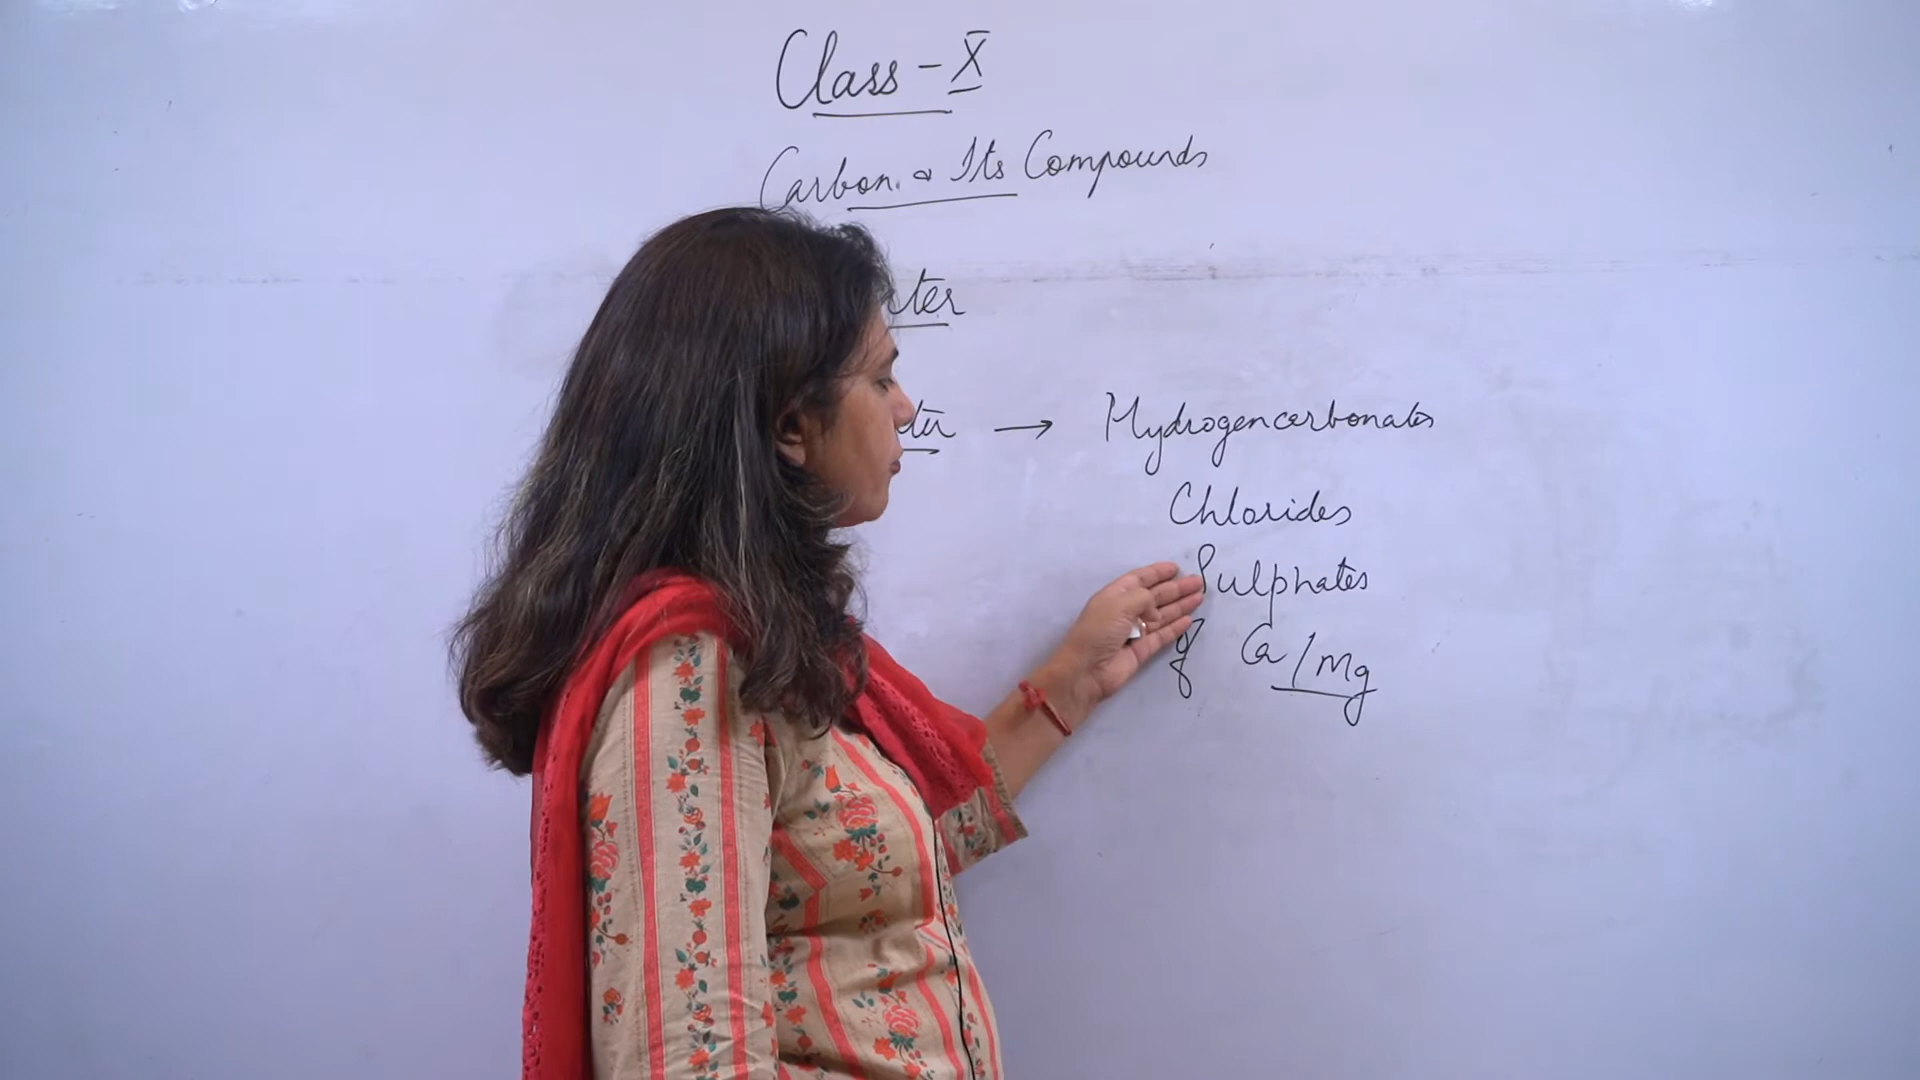 Class - X
Carbon & Its Compounds
→ Hydrogencarbonates
Chlorides
Sulphates
of Ca/Mg